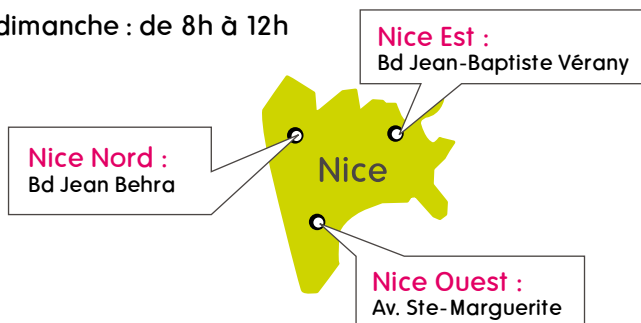 dimanche : de 8h à 12h
Nice Est :
Bd Jean-Baptiste Vérany
Nice Nord :
Bd Jean Behra
Nice
Nice Ouest :
Av. Ste-Marguerite